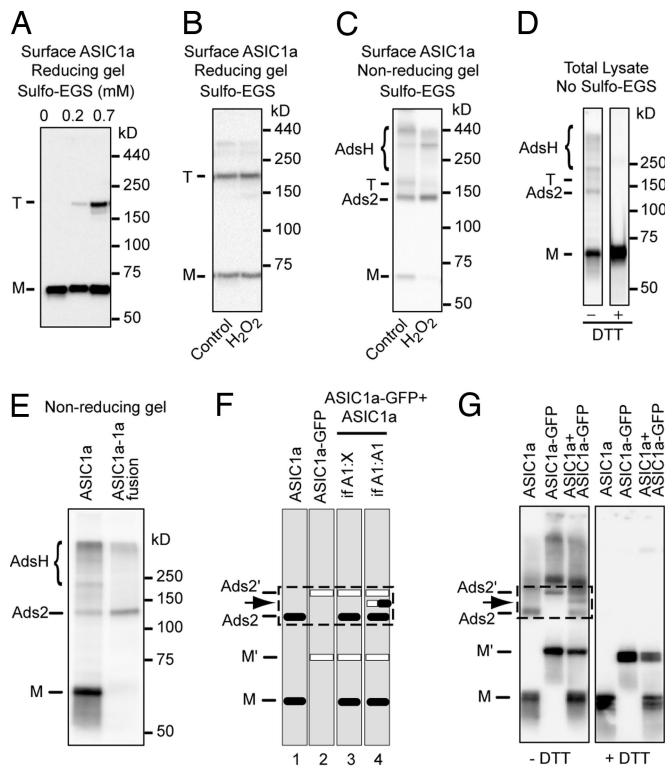 A
Surface ASIC1a
Reducing gel
Sulfo-EGS (mM)
0 0.2 0.7
kD
440
250
T
150
100
75
M
50
B
Surface ASIC1a
Reducing gel
Sulfo-EGS
kD
440
250
T
150
100
75
M
Control
H2O2
C
Surface ASIC1a
Non-reducing gel
Sulfo-EGS
kD
440
AdsH
250
T
150
Ads2
100
75
M
50
Control
H2O2
D
Total Lysate
No Sulfo-EGS
kD
440
AdsH
250
T
150
Ads2
100
75
M
50
– +
DTT
E
Non-reducing gel
ASIC1a
ASIC1a-1a
fusion
kD
AdsH
250
150
Ads2
100
75
M
50
F
ASIC1a-GFP+
ASIC1a
ASIC1a
ASIC1a-GFP
if A1:X
if A1:A1
Ads2'
Ads2
M'
M
1 2 3 4
G
ASIC1a
ASIC1a-GFP
ASIC1a+
ASIC1a-GFP
ASIC1a
ASIC1a-GFP
ASIC1a+
ASIC1a-GFP
Ads2'
Ads2
M'
M
- DTT + DTT